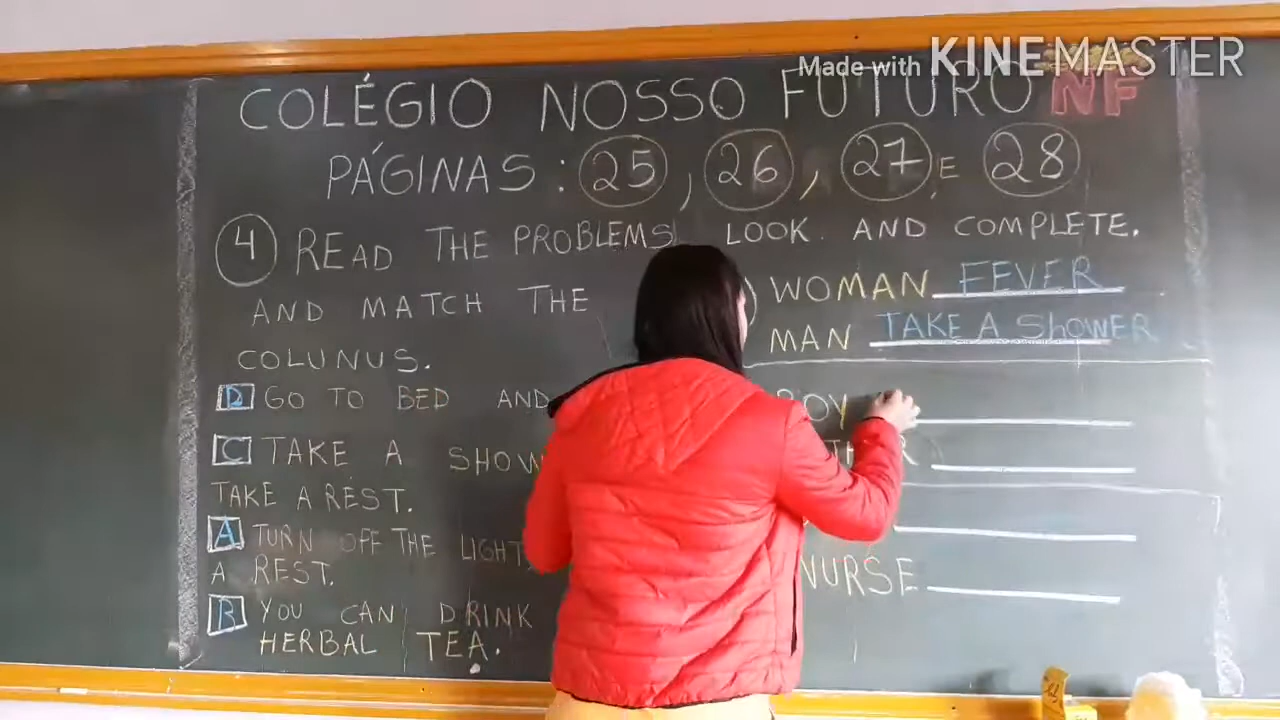 Made with KINEMASTER
COLÉGIO NOSSO FUTURO NF
PÁGINAS: 25, 26, 27, E 28
4 READ THE PROBLEMS LOOK AND COMPLETE.
AND MATCH THE
COLUNUS.
D GO TO BED AND
C TAKE A SHOW
TAKE A REST.
A TURN OFF THE LIGHT
A REST.
B YOU CAN DRINK
HERBAL TEA.
WOMAN FEVER
MAN TAKE A SHOWER
BOY
NURSE